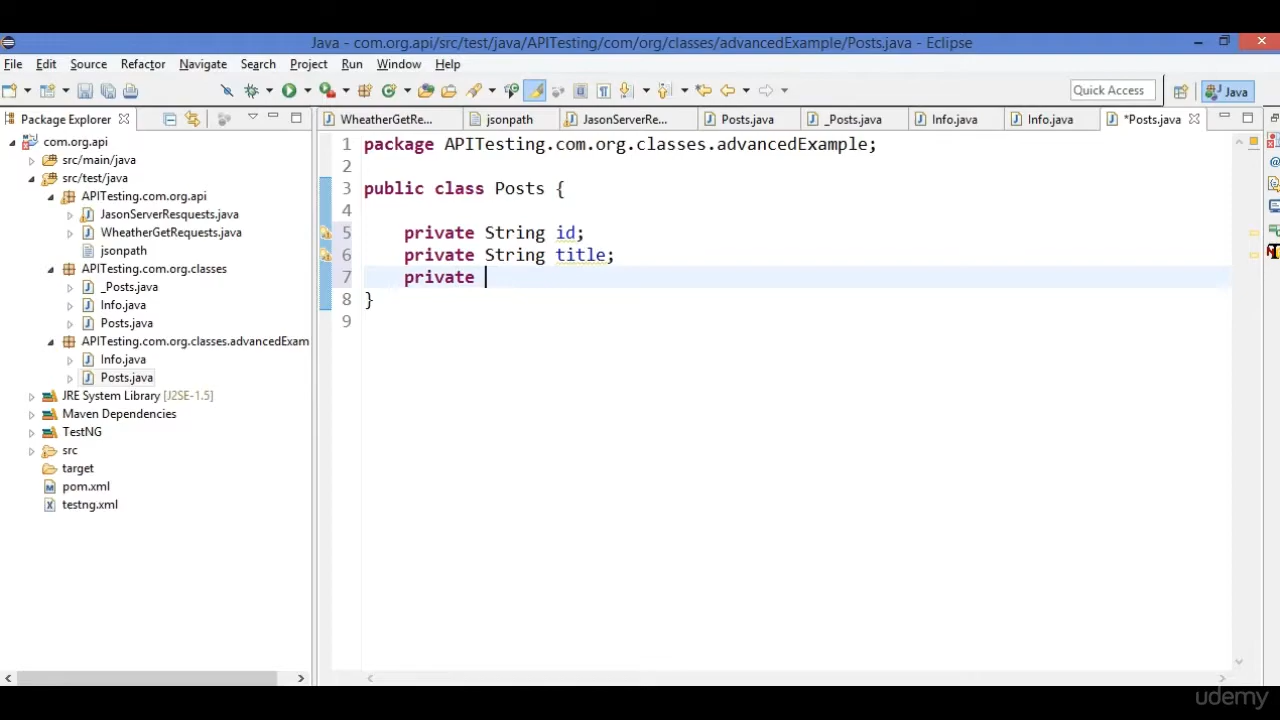 Java - com.org.api/src/test/java/APITesting/com/org/classes/advancedExample/Posts.java - Eclipse
File Edit Source Refactor Navigate Search Project Run Window Help
Quick Access
Java
Package Explorer
WheatherGetRe... jsonpath JasonServerRe... Posts.java _Posts.java Info.java Info.java *Posts.java
com.org.api
src/main/java
src/test/java
APITesting.com.org.api
JasonServerResquests.java
WheatherGetRequests.java
jsonpath
APITesting.com.org.classes
_Posts.java
Info.java
Posts.java
APITesting.com.org.classes.advancedExam
Info.java
Posts.java
JRE System Library [J2SE-1.5]
Maven Dependencies
TestNG
src
target
pom.xml
testng.xml
1 package APITesting.com.org.classes.advancedExample;
2
3 public class Posts {
4
5 private String id;
6 private String title;
7 private
8 }
9
udemy